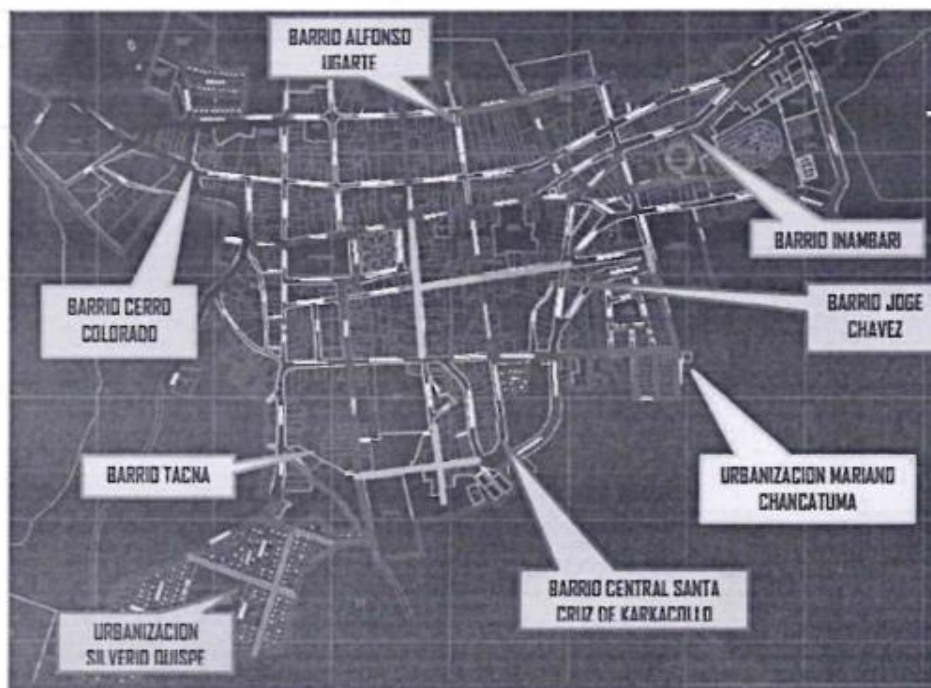 BARRIO ALFONSO
UGARTE
BARRIO INAMBARI
BARRIO CERRO
COLORADO
BARRIO JOGE
CHAVEZ
BARRIO TACNA
URBANIZACION MARIANO
CHANCATUMA
BARRIO CENTRAL SANTA
CRUZ DE KARKACOLLO
URBANIZACION
SILVERIO QUISPE